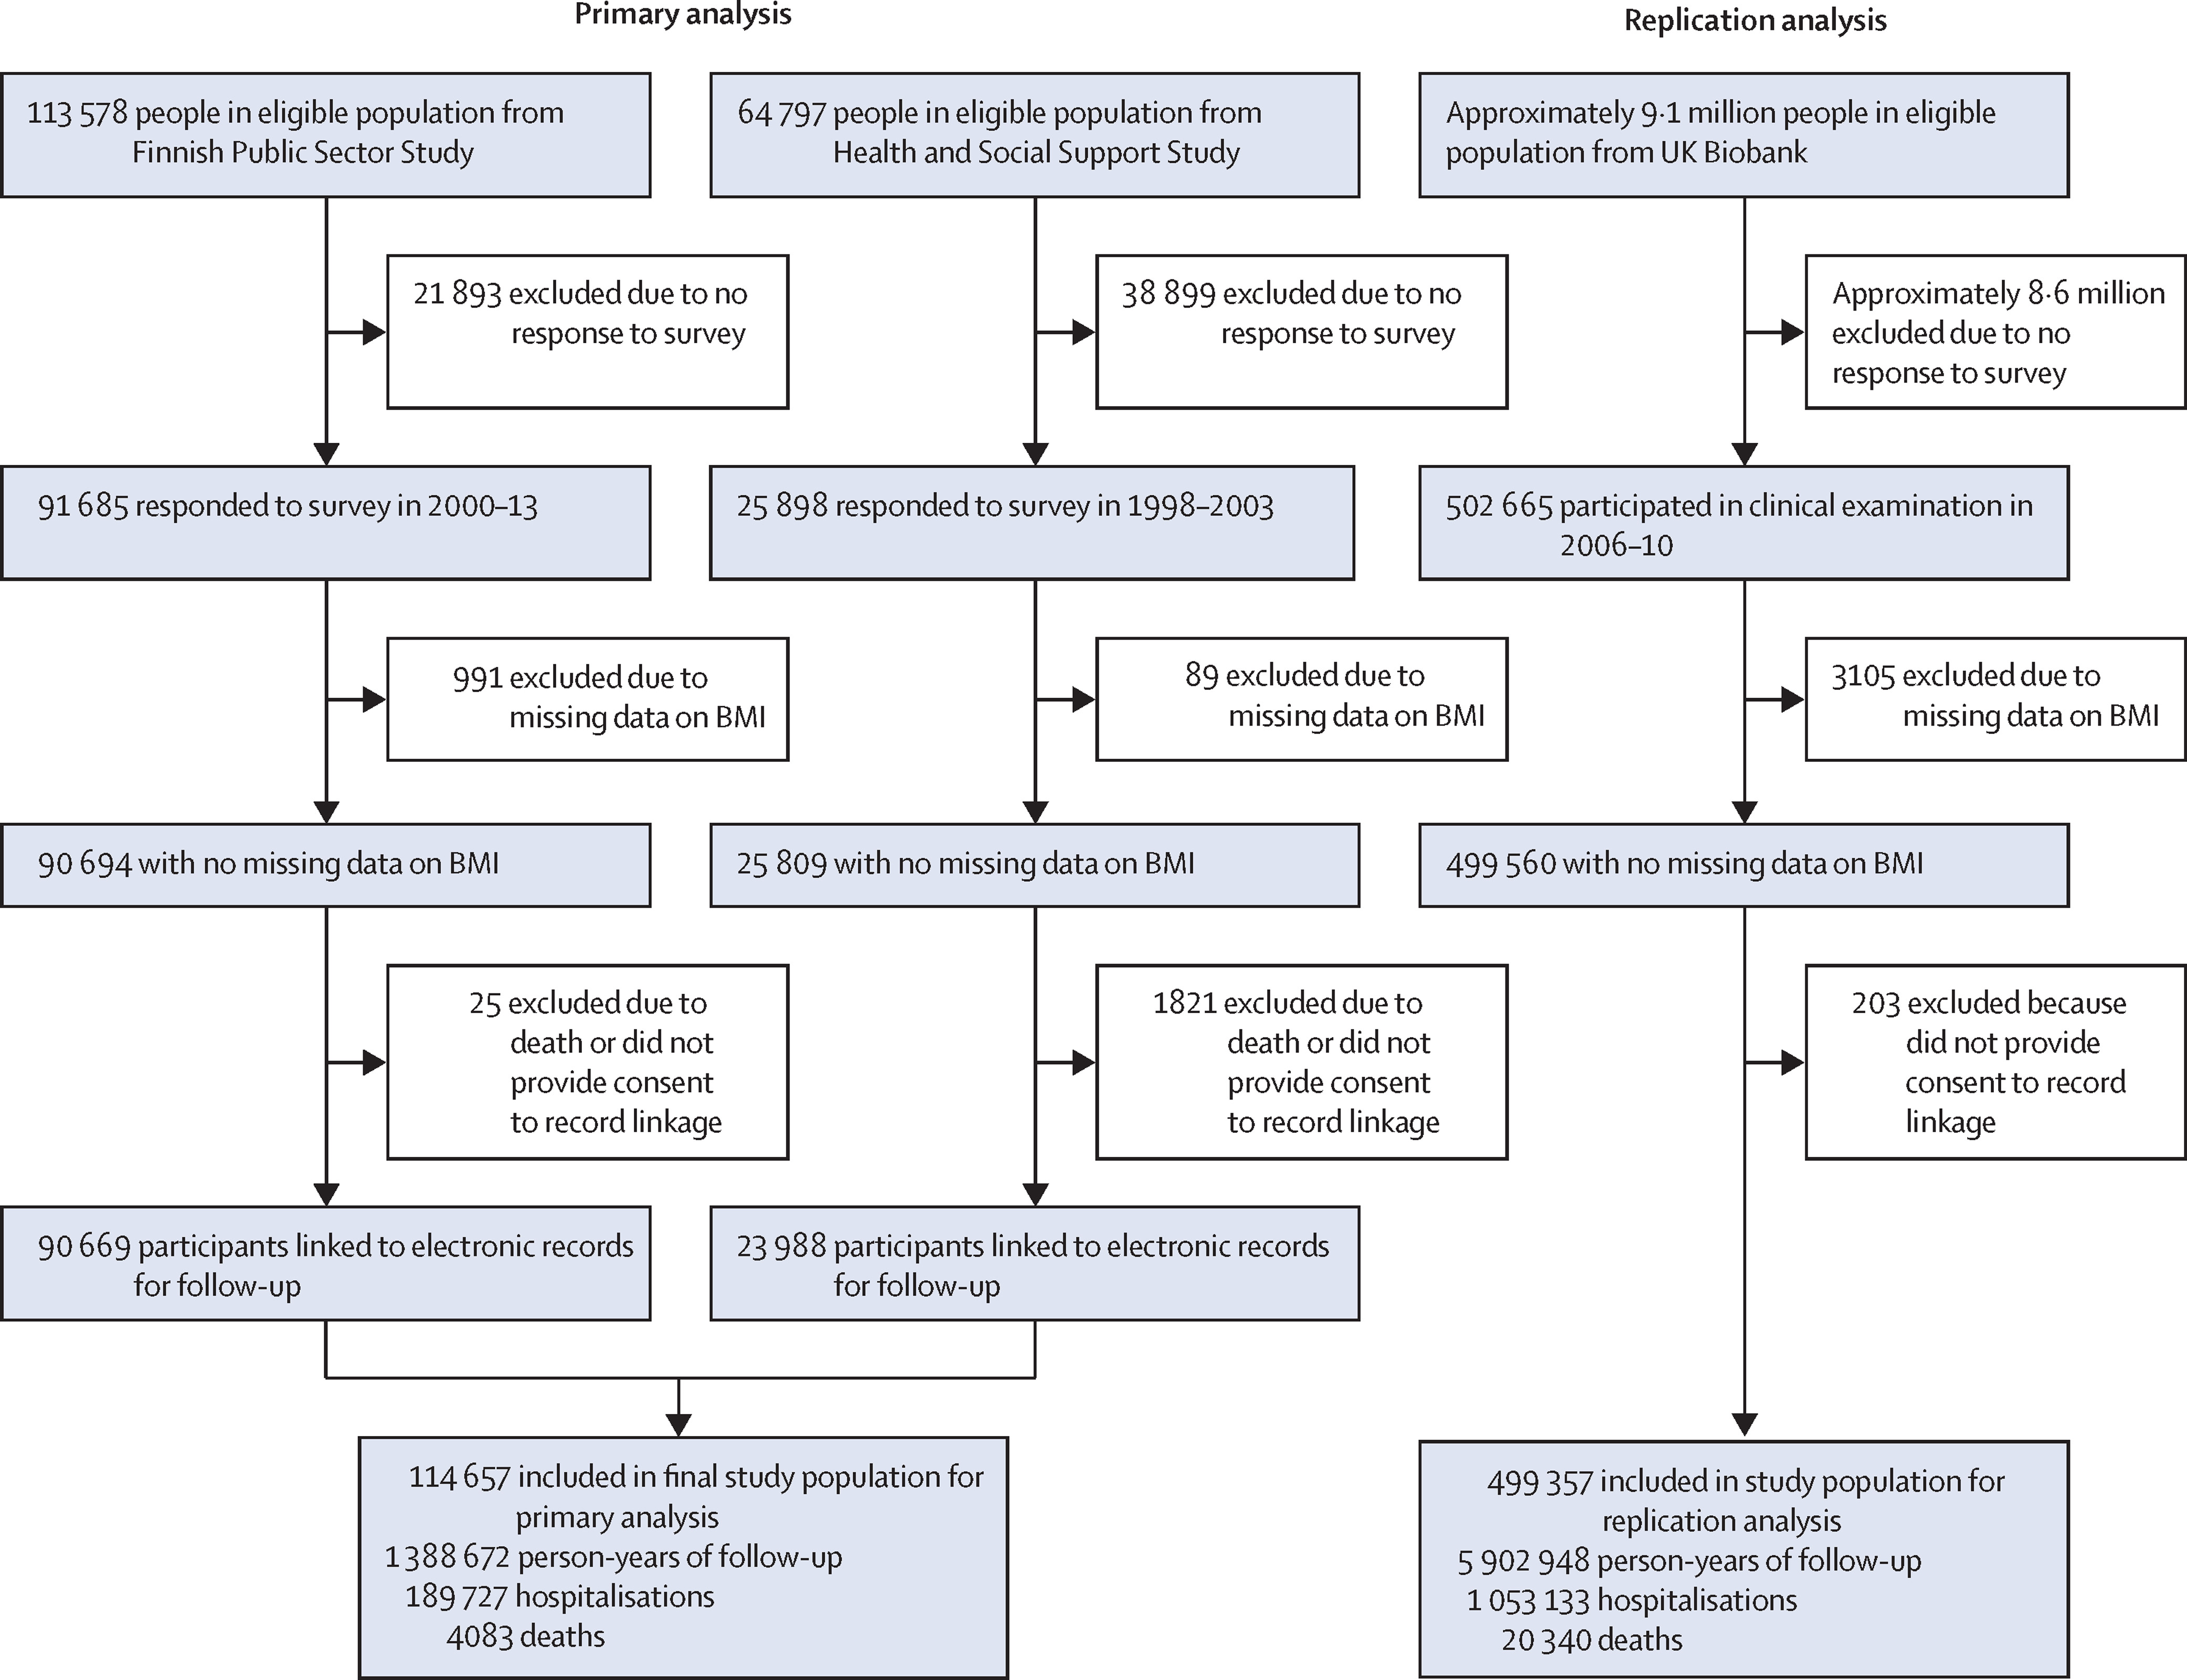 Primary analysis
Replication analysis
113 578 people in eligible population from
Finnish Public Sector Study
64 797 people in eligible population from
Health and Social Support Study
Approximately 9·1 million people in eligible
population from UK Biobank
21 893 excluded due to no
response to survey
38 899 excluded due to no
response to survey
Approximately 8·6 million
excluded due to no
response to survey
91 685 responded to survey in 2000–13
25 898 responded to survey in 1998–2003
502 665 participated in clinical examination in
2006–10
991 excluded due to
missing data on BMI
89 excluded due to
missing data on BMI
3105 excluded due to
missing data on BMI
90 694 with no missing data on BMI
25 809 with no missing data on BMI
499 560 with no missing data on BMI
25 excluded due to
death or did not
provide consent
to record linkage
1821 excluded due to
death or did not
provide consent
to record linkage
203 excluded because
did not provide
consent to record
linkage
90 669 participants linked to electronic records
for follow-up
23 988 participants linked to electronic records
for follow-up
114 657 included in final study population for
primary analysis
1 388 672 person-years of follow-up
189 727 hospitalisations
4083 deaths
499 357 included in study population for
replication analysis
5 902 948 person-years of follow-up
1 053 133 hospitalisations
20 340 deaths